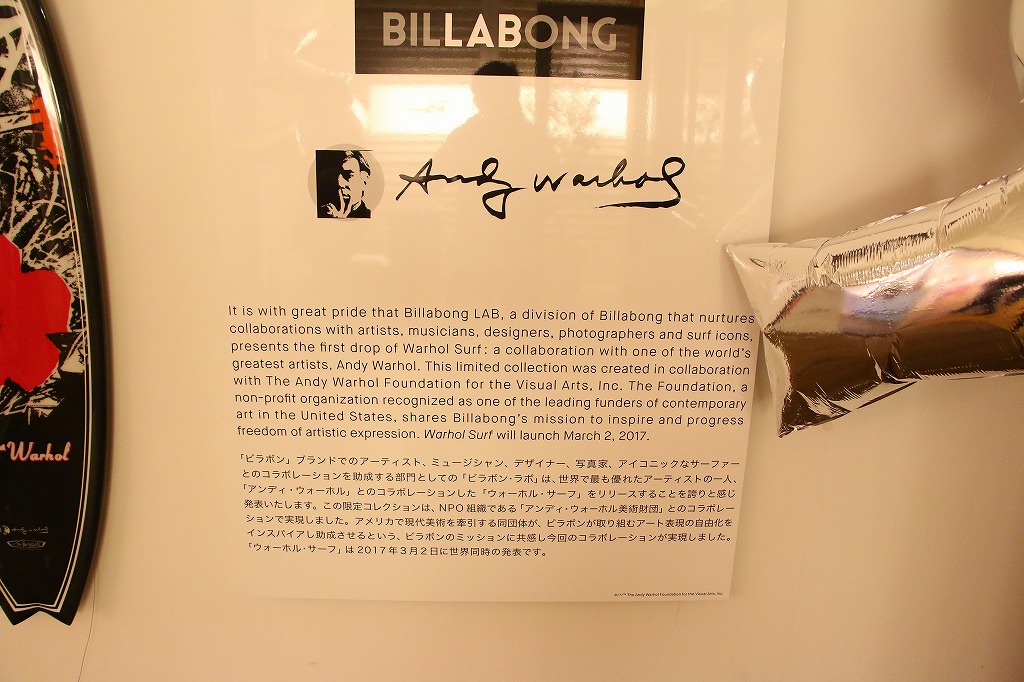 BILLABONG
Andy Warhol
It is with great pride that Billabong LAB, a division of Billabong that nurtures
collaborations with artists, musicians, designers, photographers and surf icons,
presents the first drop of Warhol Surf: a collaboration with one of the world's
greatest artists, Andy Warhol. This limited collection was created in collaboration
with The Andy Warhol Foundation for the Visual Arts, Inc. The Foundation, a
non-profit organization recognized as one of the leading funders of contemporary
art in the United States, shares Billabong's mission to inspire and progress
freedom of artistic expression. Warhol Surf will launch March 2, 2017.
「ビラボン」ブランドでのアーティスト、ミュージシャン、デザイナー、写真家、アイコニックなサーファー
とのコラボレーションを助成する部門としての「ビラボン・ラボ」は、世界で最も優れたアーティストの一人、
「アンディ・ウォーホル」とのコラボレーションした「ウォーホル・サーフ」をリリースすることを誇りと感じ
発表いたします。この限定コレクションは、NPO組織である「アンディ・ウォーホル美術財団」とのコラボレー
ションで実現しました。アメリカで現代美術を牽引する同団体が、ビラボンが取り組むアート表現の自由化を
インスパイアし助成させるという、ビラボンのミッションに共感し今回のコラボレーションが実現しました。
「ウォーホル・サーフ」は2017年3月2日に世界同時の発表です。
©/®/™ The Andy Warhol Foundation for the Visual Arts, Inc.
Warhol